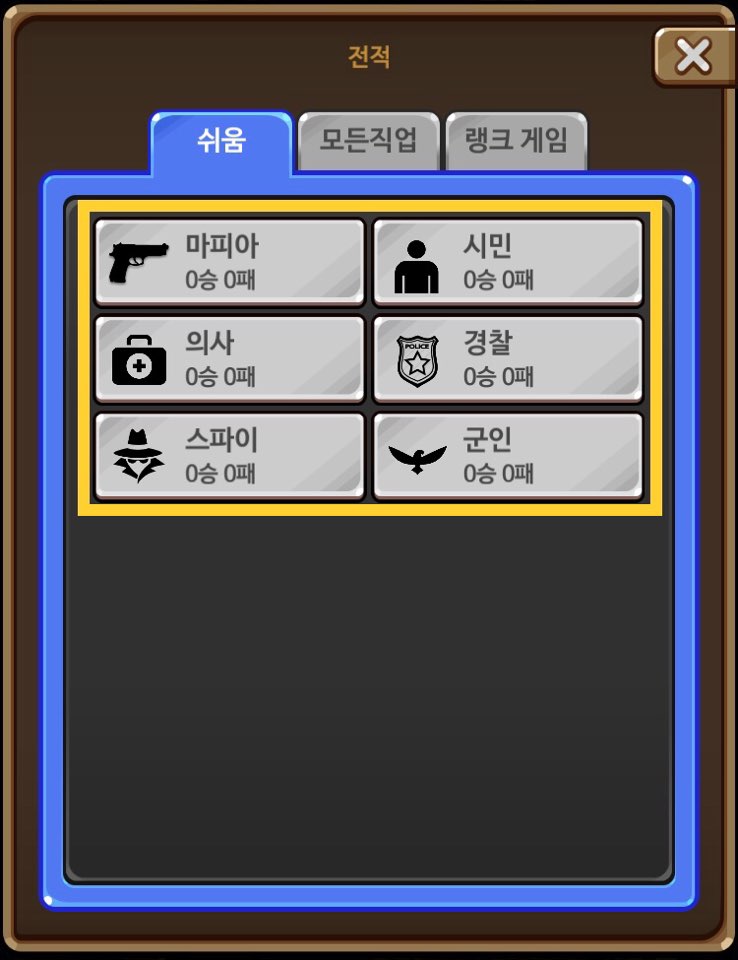 전적
쉬움 모든직업 랭크 게임
마피아
0승 0패
시민
0승 0패
의사
0승 0패
POLICE
경찰
0승 0패
스파이
0승 0패
군인
0승 0패